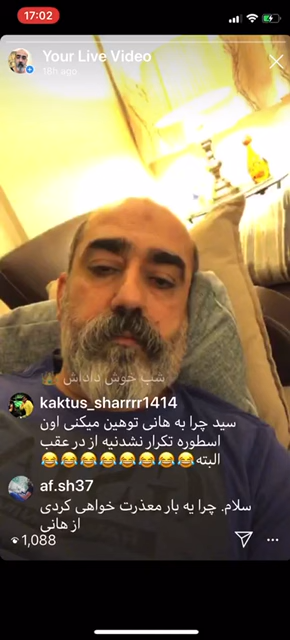 17:02
Your Live Video
18h ago
شب خوش داداش
kaktus_sharrrr1414
سید چرا به هانی توهین میکنی اون
اسطوره تکرار نشدنیه از در عقب
البته😂😂😂😂😂😂😂😂
af.sh37
سلام. چرا یه بار معذرت خواهی کردی
از هانی
1,088